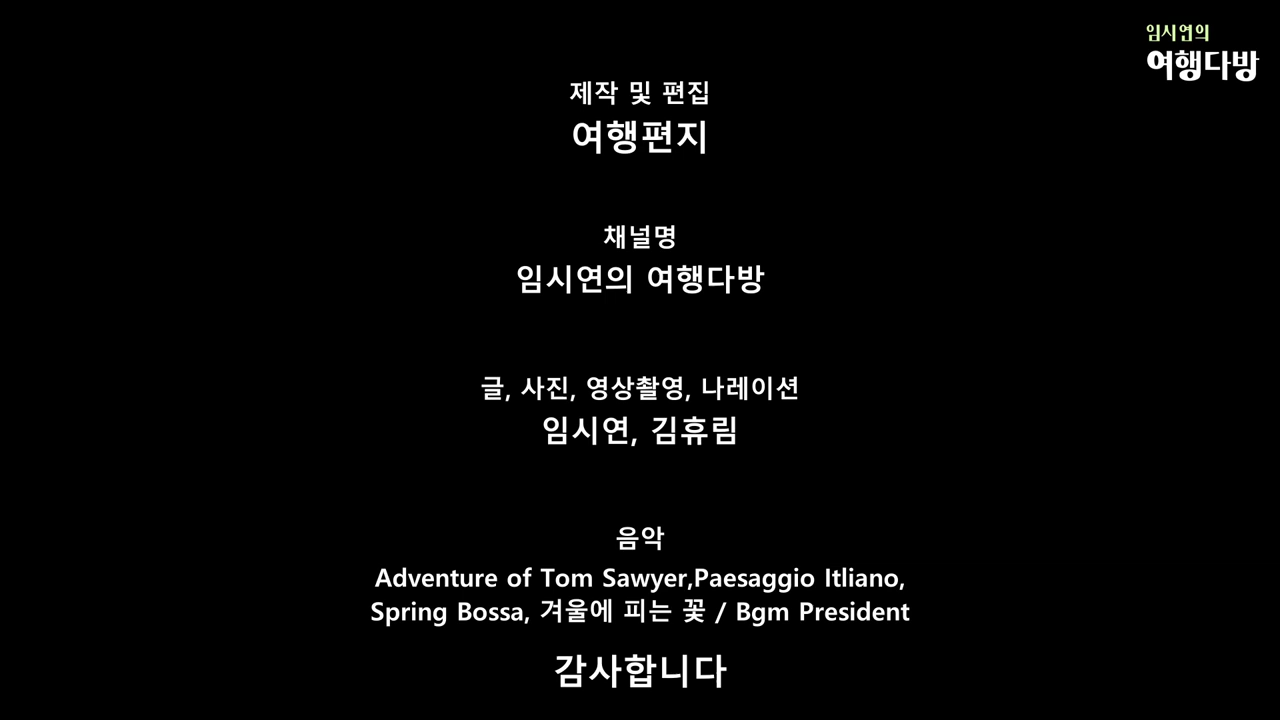 임시연의
여행다방
제작 및 편집
여행편지
채널명
임시연의 여행다방
글, 사진, 영상촬영, 나레이션
임시연, 김휴림
음악
Adventure of Tom Sawyer,Paesaggio Itliano,
Spring Bossa, 겨울에 피는 꽃 / Bgm President
감사합니다